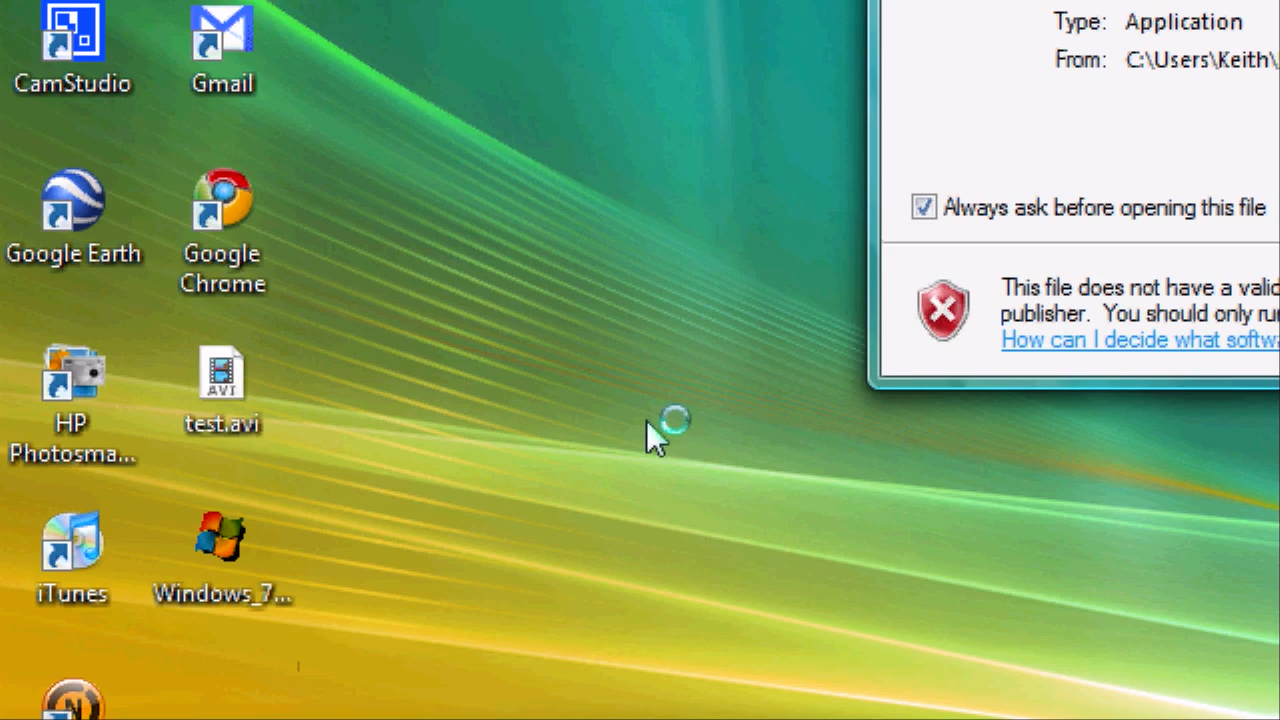 CamStudio
Gmail
Google Earth
Google
Chrome
HP
Photosma...
AVI
test.avi
iTunes
Windows_7...
N
Type: Application
From: C:\Users\Keith\
Always ask before opening this file
This file does not have a valid
publisher. You should only run
How can I decide what softwa